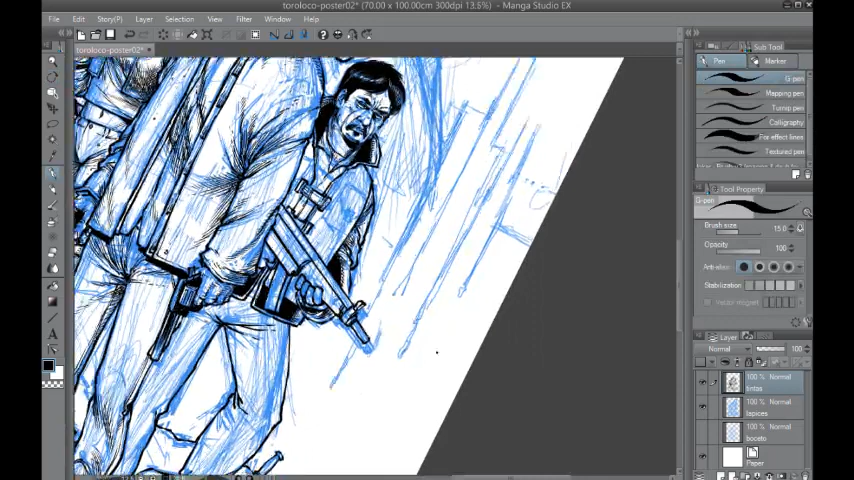 toroloco-poster02* (70.00 x 100.00cm 300dpi 13.6%) - Manga Studio EX
File Edit Story(P) Layer Selection View Filter Window Help
toroloco-poster02*
Sub Tool
Pen Marker
G-pen
Mapping pen
Turnip pen
Calligraphy
For effect lines
Textured pen
Tool Property
G-pen
Brush size 15.0
Opacity 100
Anti-alias
Stabilization
Vector magnet
Layer
Normal 100
100 % Normal
tintas
100 % Normal
lapices
100 % Normal
boceto
Paper